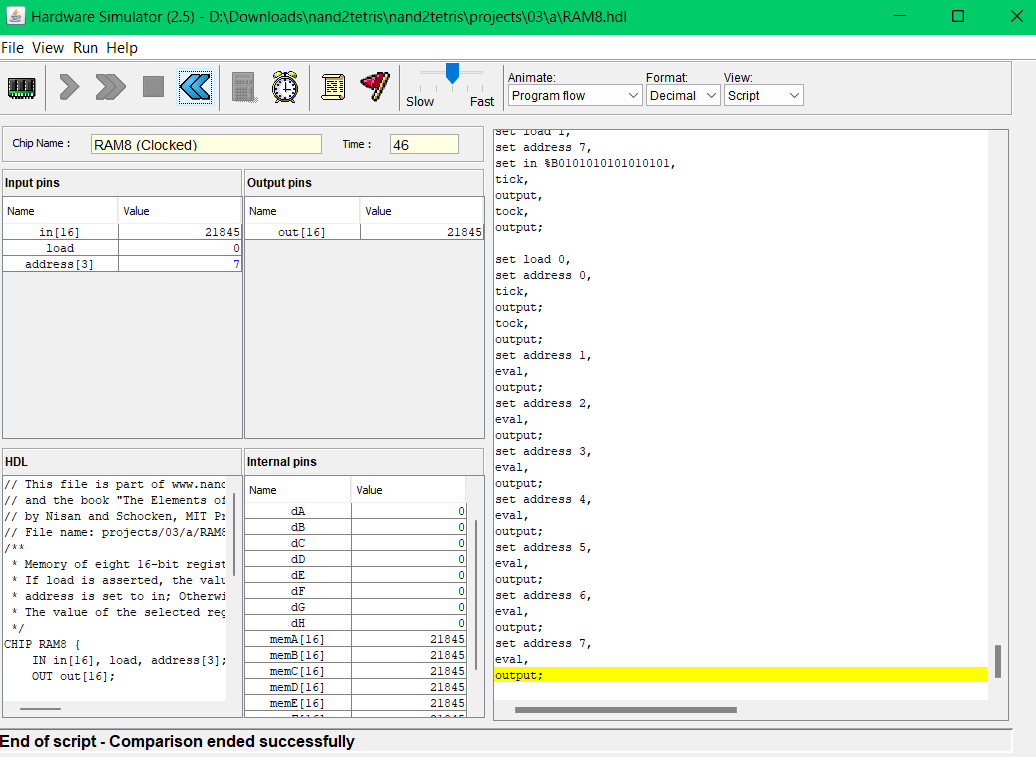 Hardware Simulator (2.5) - D:\Downloads\nand2tetris\nand2tetris\projects\03\a\RAM8.hdl
File View Run Help
Slow Fast
Animate: Format: View:
Program flow Decimal Script
Chip Name : RAM8 (Clocked) Time : 46
Input pins
Name Value
in[16] 21845
load 0
address[3] 7
Output pins
Name Value
out[16] 21845
HDL
// This file is part of www.nand
// and the book "The Elements of
// by Nisan and Schocken, MIT Pr
// File name: projects/03/a/RAM8
/**
* Memory of eight 16-bit regist
* If load is asserted, the valu
* address is set to in; Otherwi
* The value of the selected reg
*/
CHIP RAM8 {
IN in[16], load, address[3];
OUT out[16];
Internal pins
Name Value
dA 0
dB 0
dC 0
dD 0
dE 0
dF 0
dG 0
dH 0
memA[16] 21845
memB[16] 21845
memC[16] 21845
memD[16] 21845
memE[16] 21845
set load 1,
set address 7,
set in %B0101010101010101,
tick,
output,
tock,
output;
set load 0,
set address 0,
tick,
output;
tock,
output;
set address 1,
eval,
output;
set address 2,
eval,
output;
set address 3,
eval,
output;
set address 4,
eval,
output;
set address 5,
eval,
output;
set address 6,
eval,
output;
set address 7,
eval,
output;
End of script - Comparison ended successfully